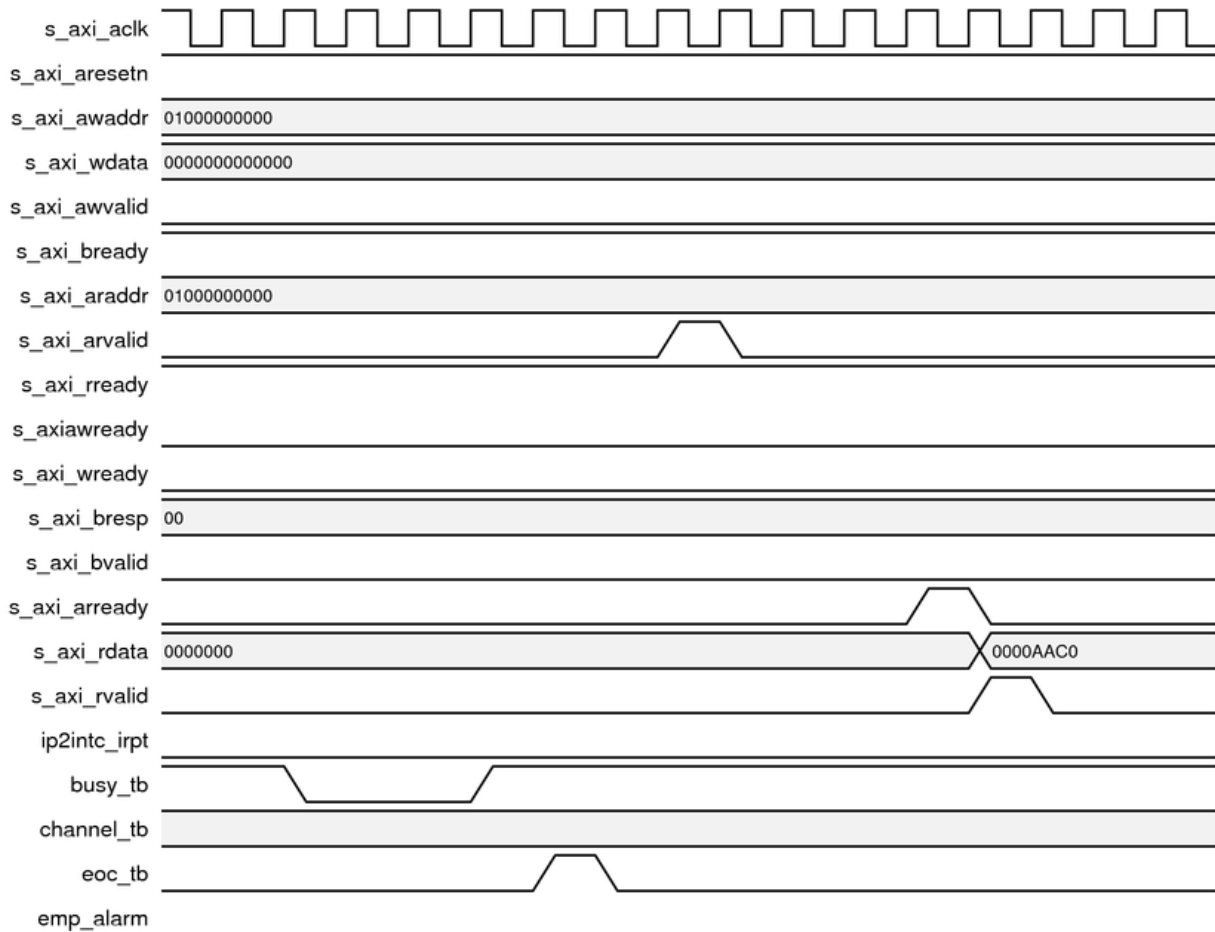 s_axi_aclk
s_axi_aresetn
s_axi_awaddr 01000000000
s_axi_wdata 0000000000000
s_axi_awvalid
s_axi_bready
s_axi_araddr 01000000000
s_axi_arvalid
s_axi_rready
s_axiawready
s_axi_wready
s_axi_bresp 00
s_axi_bvalid
s_axi_arready
s_axi_rdata 0000000 0000AAC0
s_axi_rvalid
ip2intc_irpt
busy_tb
channel_tb
eoc_tb
emp_alarm